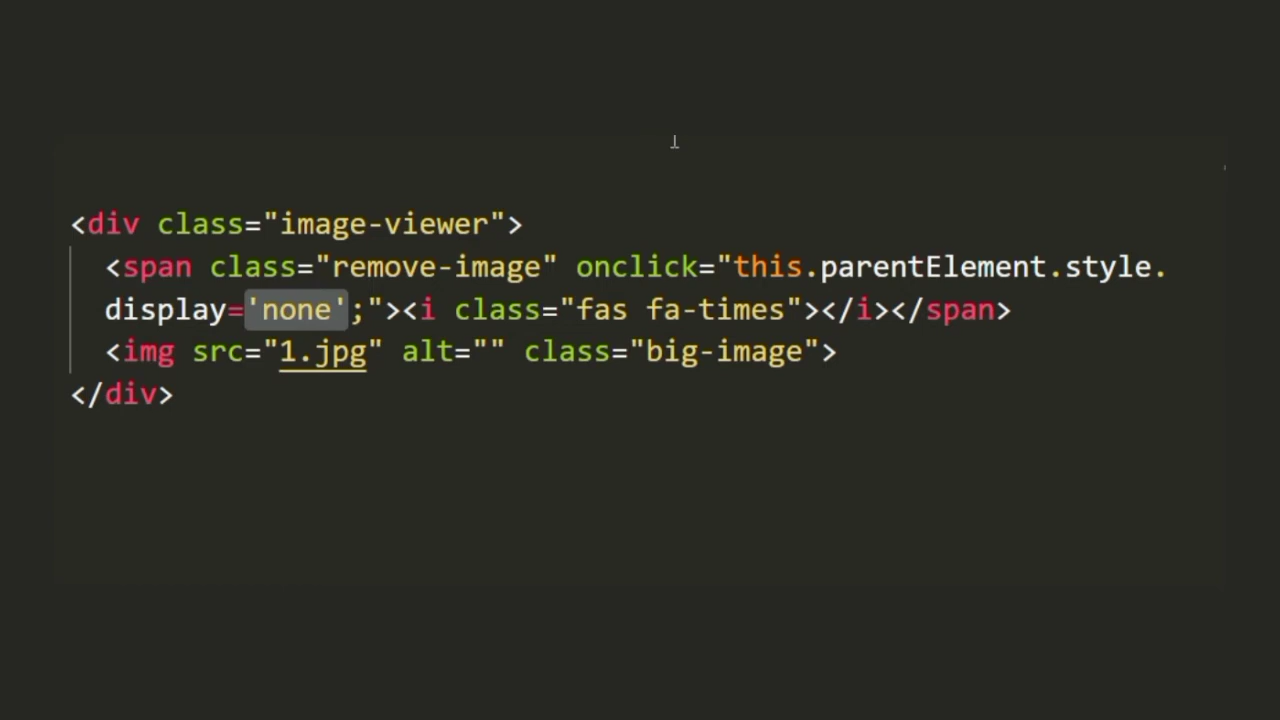 <div class="image-viewer">
<span class="remove-image" onclick="this.parentElement.style.
display='none';"><i class="fas fa-times"></i></span>
<img src="1.jpg" alt="" class="big-image">
</div>